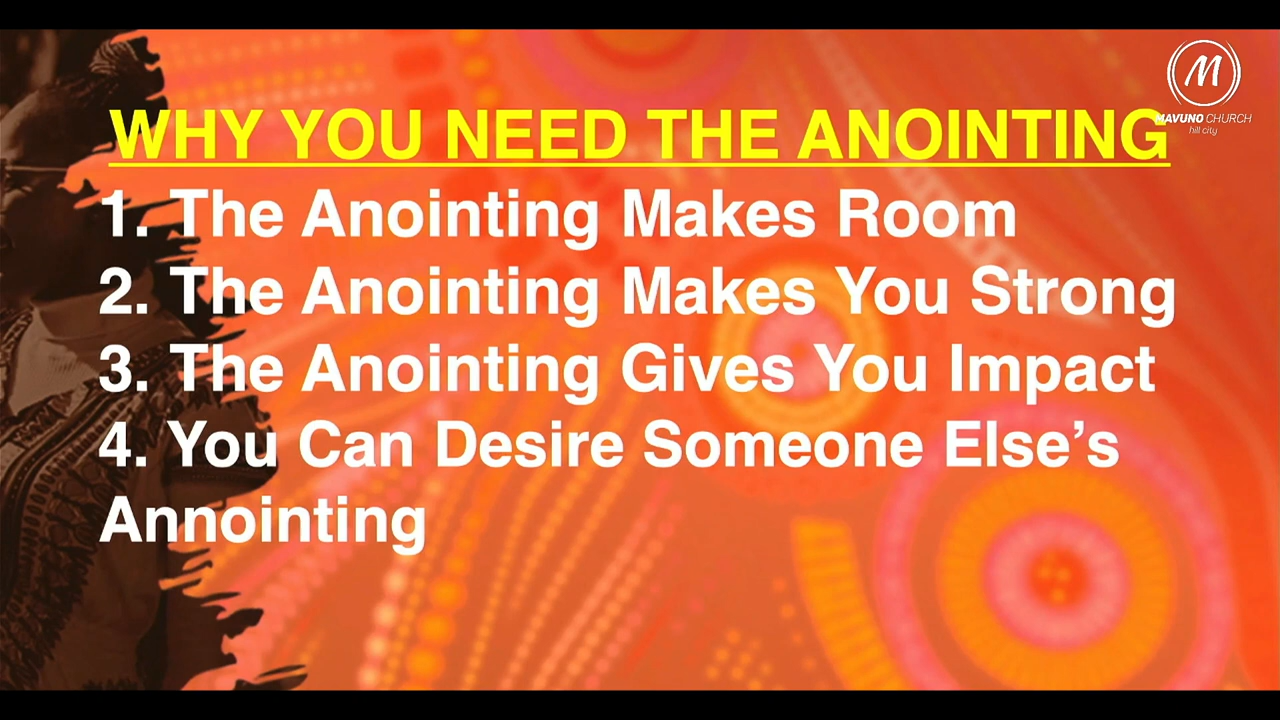 WHY YOU NEED THE ANOINTING
1. The Anointing Makes Room
2. The Anointing Makes You Strong
3. The Anointing Gives You Impact
4. You Can Desire Someone Else’s
Annointing
M
MAVUNO CHURCH
hill city